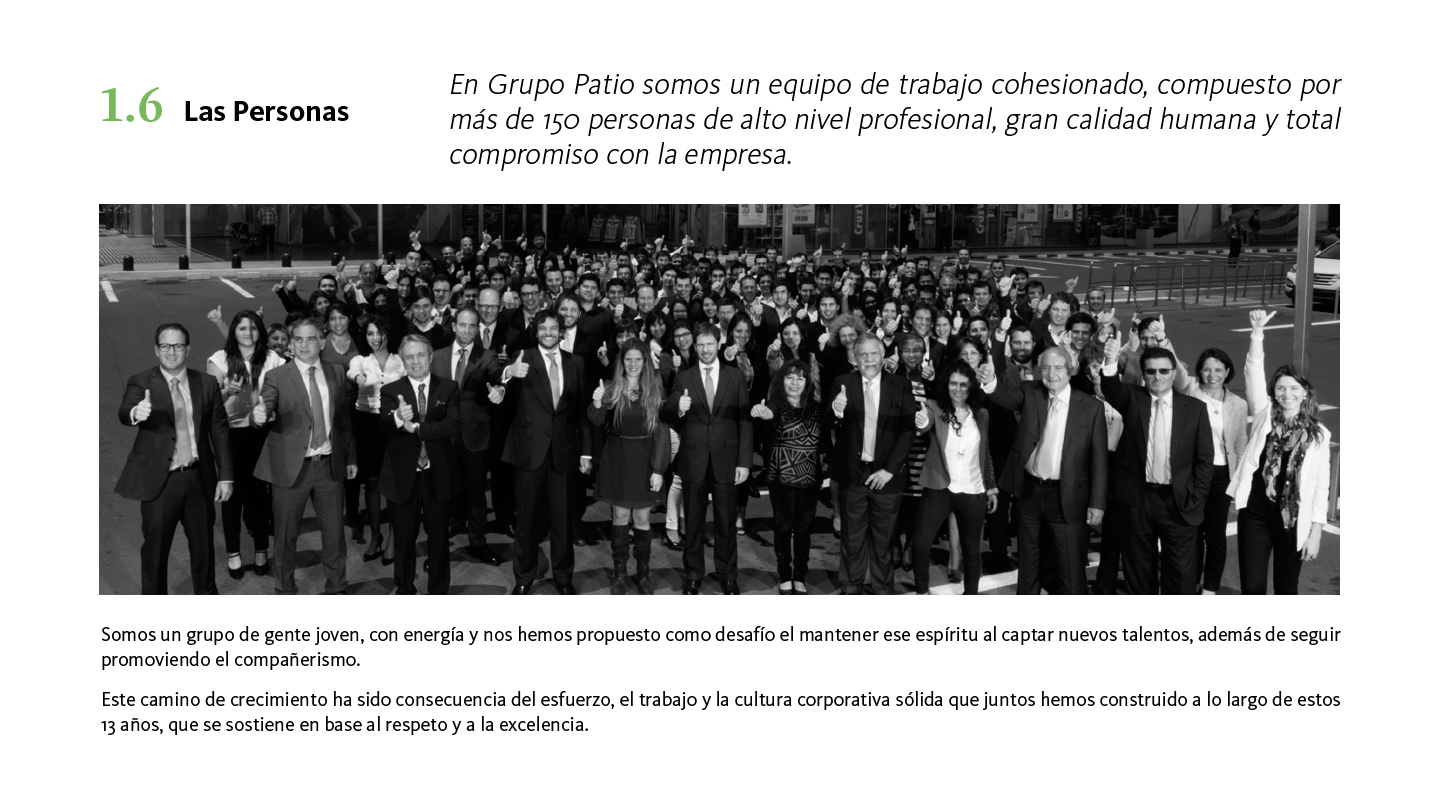 1.6 Las Personas
En Grupo Patio somos un equipo de trabajo cohesionado, compuesto por
más de 150 personas de alto nivel profesional, gran calidad humana y total
compromiso con la empresa.
Somos un grupo de gente joven, con energía y nos hemos propuesto como desafío el mantener ese espíritu al captar nuevos talentos, además de seguir
promoviendo el compañerismo.
Este camino de crecimiento ha sido consecuencia del esfuerzo, el trabajo y la cultura corporativa sólida que juntos hemos construido a lo largo de estos
13 años, que se sostiene en base al respeto y a la excelencia.